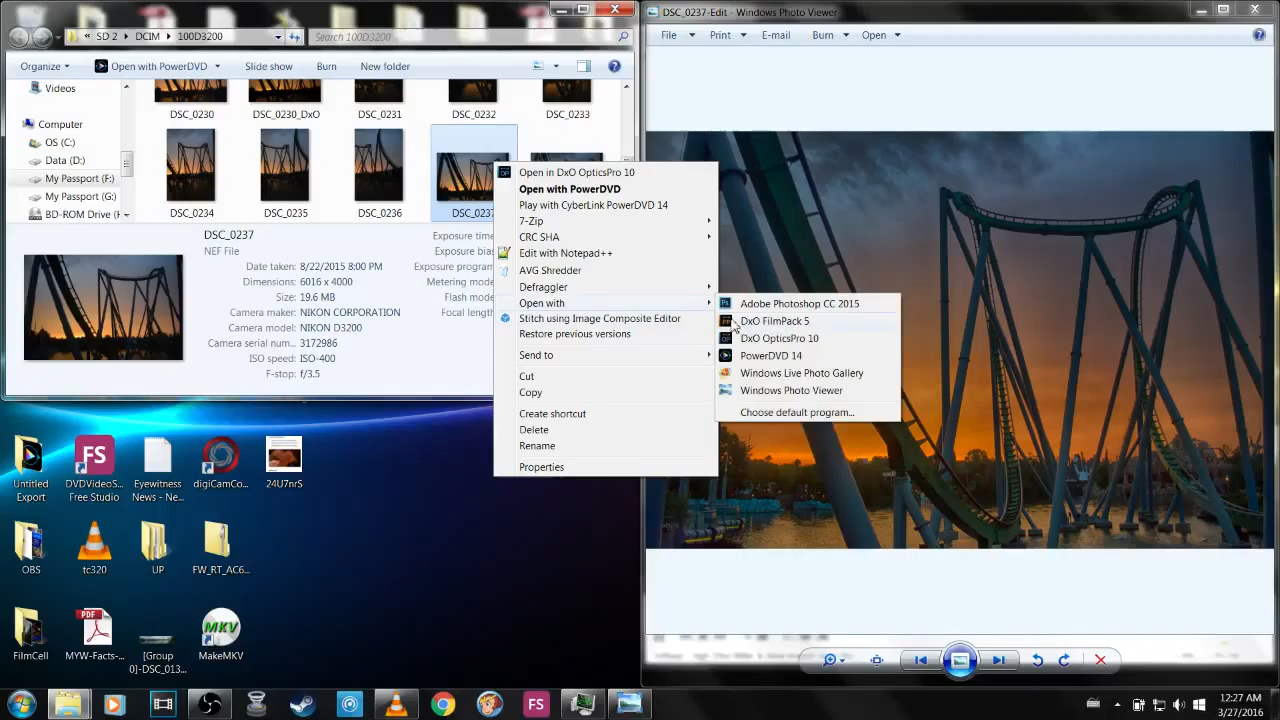 SD 2 ▸ DCIM ▸ 100D3200
Search 100D3200
Organize
Open with PowerDVD
Slide show
Burn
New folder
Videos
Computer
OS (C:)
Data (D:)
My Passport (F:)
My Passport (G:)
BD-ROM Drive (H
DSC_0230
DSC_0230_DxO
DSC_0231
DSC_0232
DSC_0233
DSC_0234
DSC_0235
DSC_0236
DSC_0237
DSC_0237
NEF File
Date taken: 8/22/2015 8:00 PM
Dimensions: 6016 x 4000
Size: 19.6 MB
Camera maker: NIKON CORPORATION
Camera model: NIKON D3200
Camera serial num... 3172986
ISO speed: ISO-400
F-stop: f/3.5
Exposure time
Exposure bias
Exposure program
Metering mode
Flash mode
Focal length
Open in DxO OpticsPro 10
Open with PowerDVD
Play with CyberLink PowerDVD 14
7-Zip
CRC SHA
Edit with Notepad++
AVG Shredder
Defraggler
Open with
Stitch using Image Composite Editor
Restore previous versions
Send to
Cut
Copy
Create shortcut
Delete
Rename
Properties
Adobe Photoshop CC 2015
DxO FilmPack 5
DxO OpticsPro 10
PowerDVD 14
Windows Live Photo Gallery
Windows Photo Viewer
Choose default program...
DSC_0237-Edit - Windows Photo Viewer
File
Print
E-mail
Burn
Open
Untitled
Export
FS
DVDVideoS...
Free Studio
Eyewitness
News - Ne...
digiCamCo...
24U7nrS
OBS
tc320
UP
FW_RT_AC6...
FilmCell
PDF
MYW-Facts-...
[Group
0]-DSC_013...
MKV
MakeMKV
FS
12:27 AM
3/27/2016